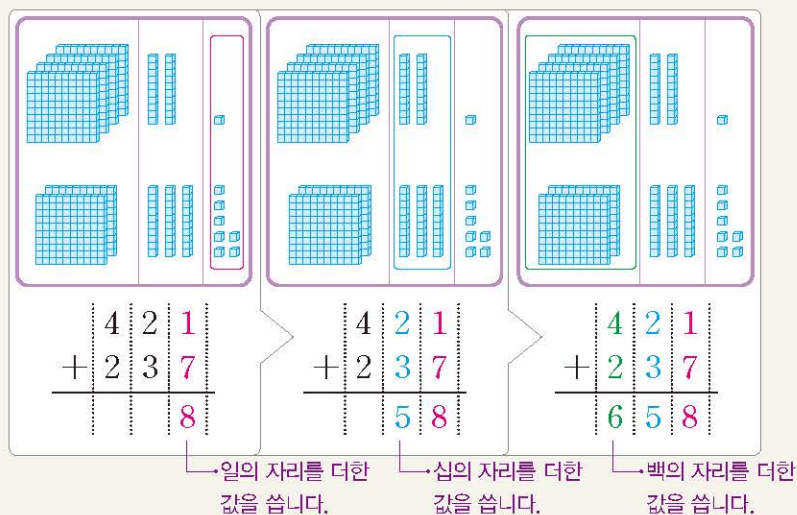 4 2 1
+ 2 3 7
8
일의 자리를 더한
값을 씁니다.
4 2 1
+ 2 3 7
5 8
십의 자리를 더한
값을 씁니다.
4 2 1
+ 2 3 7
6 5 8
백의 자리를 더한
값을 씁니다.